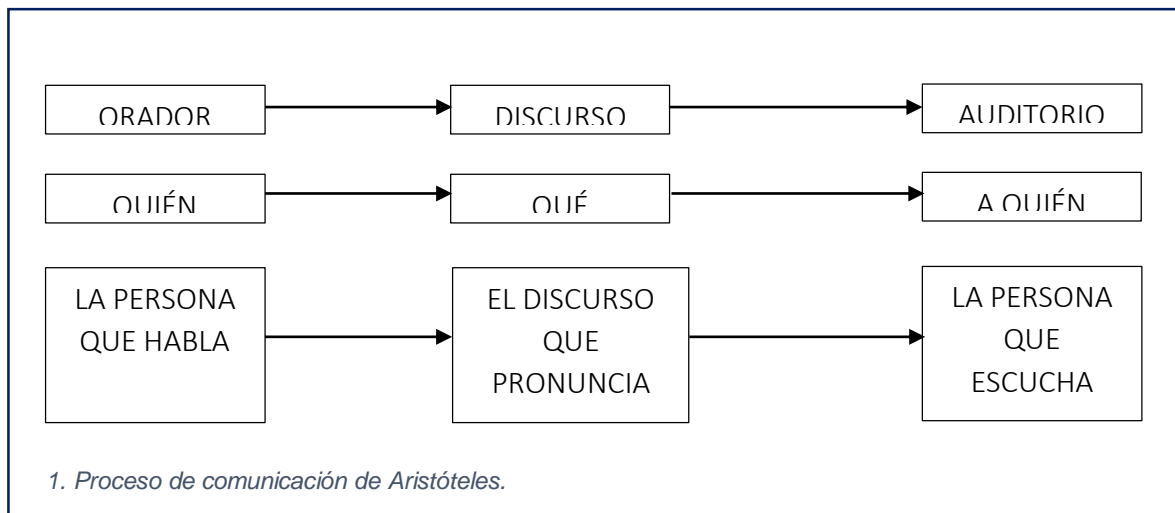 ORADOR
DISCURSO
AUDITORIO
QUIÉN
QUÉ
A QUIÉN
LA PERSONA
QUE HABLA
EL DISCURSO
QUE
PRONUNCIA
LA PERSONA
QUE
ESCUCHA
1. Proceso de comunicación de Aristóteles.